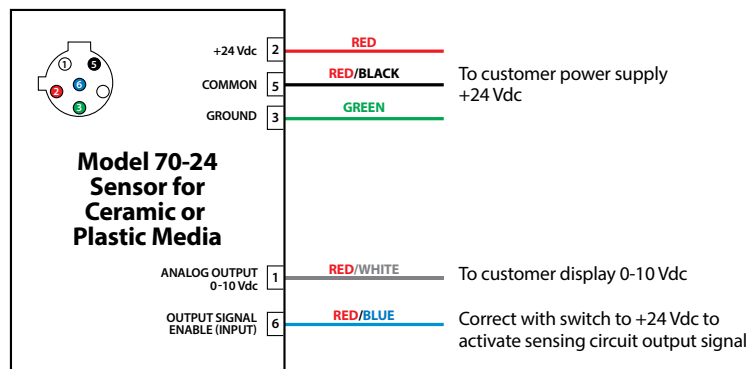 1 5
2 6
3
+24 Vdc 2 RED
COMMON 5 RED/BLACK
GROUND 3 GREEN
To customer power supply
+24 Vdc
Model 70-24
Sensor for
Ceramic or
Plastic Media
ANALOG OUTPUT
0-10 Vdc
1 RED/WHITE To customer display 0-10 Vdc
OUTPUT SIGNAL
ENABLE (INPUT)
6 RED/BLUE
Correct with switch to +24 Vdc to
activate sensing circuit output signal